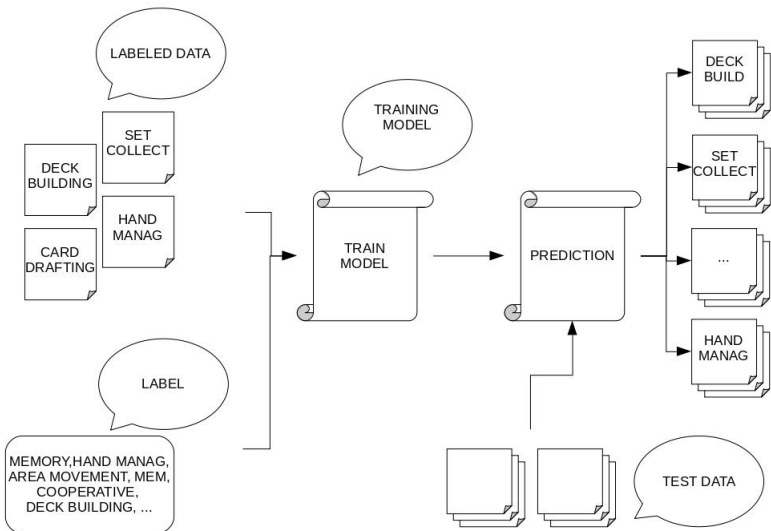 LABELED DATA
SET
COLLECT
DECK
BUILDING
HAND
MANAG
CARD
DRAFTING
LABEL
MEMORY,HAND MANAG,
AREA MOVEMENT, MEM,
COOPERATIVE,
DECK BUILDING, ...
TRAINING
MODEL
TRAIN
MODEL
PREDICTION
TEST DATA
DECK
BUILD
SET
COLLECT
...
HAND
MANAG